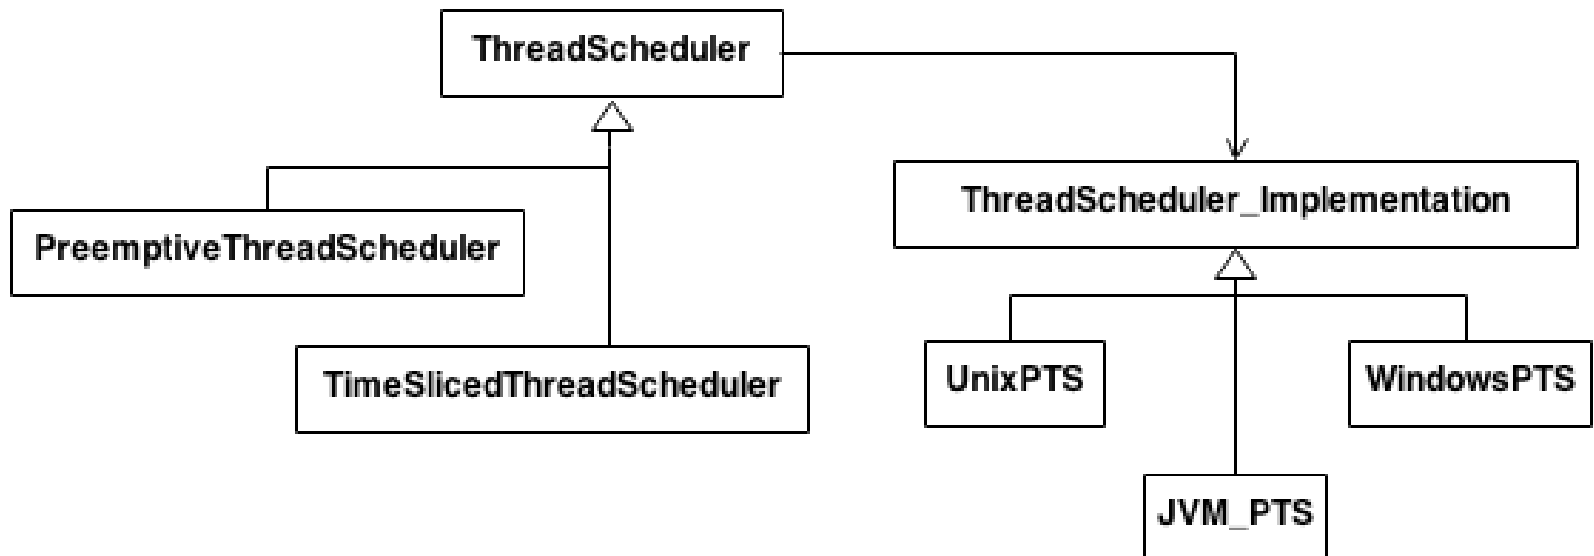 ThreadScheduler
ThreadScheduler_Implementation
PreemptiveThreadScheduler
TimeSlicedThreadScheduler
UnixPTS
WindowsPTS
JVM_PTS